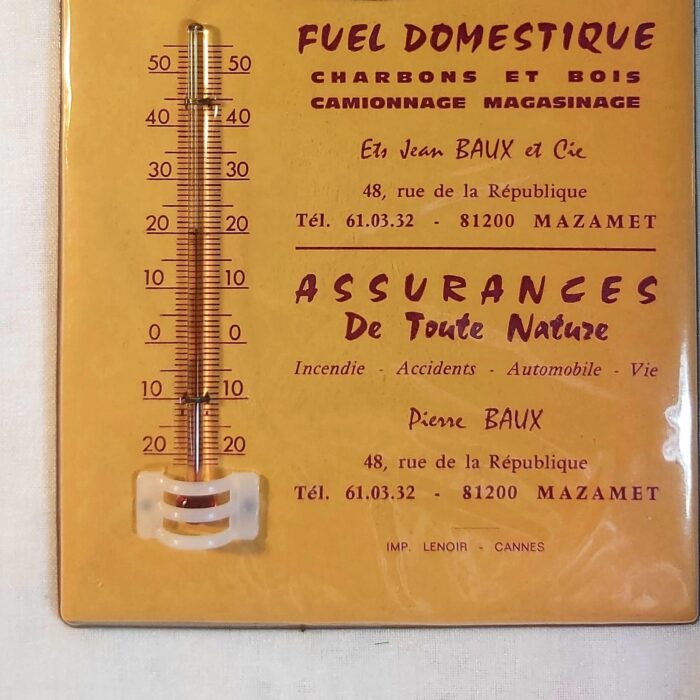 FUEL DOMESTIQUE
CHARBONS ET BOIS
CAMIONNAGE MAGASINAGE
Ets Jean BAUX et Cie
48, rue de la République
Tél. 61.03.32 - 81200 MAZAMET
ASSURANCES
De Toute Nature
Incendie - Accidents - Automobile - Vie
Pierre BAUX
48, rue de la République
Tél. 61.03.32 - 81200 MAZAMET
IMP. LENOIR - CANNES
50 50
40 40
30 30
20 20
10 10
0 0
10 10
20 20